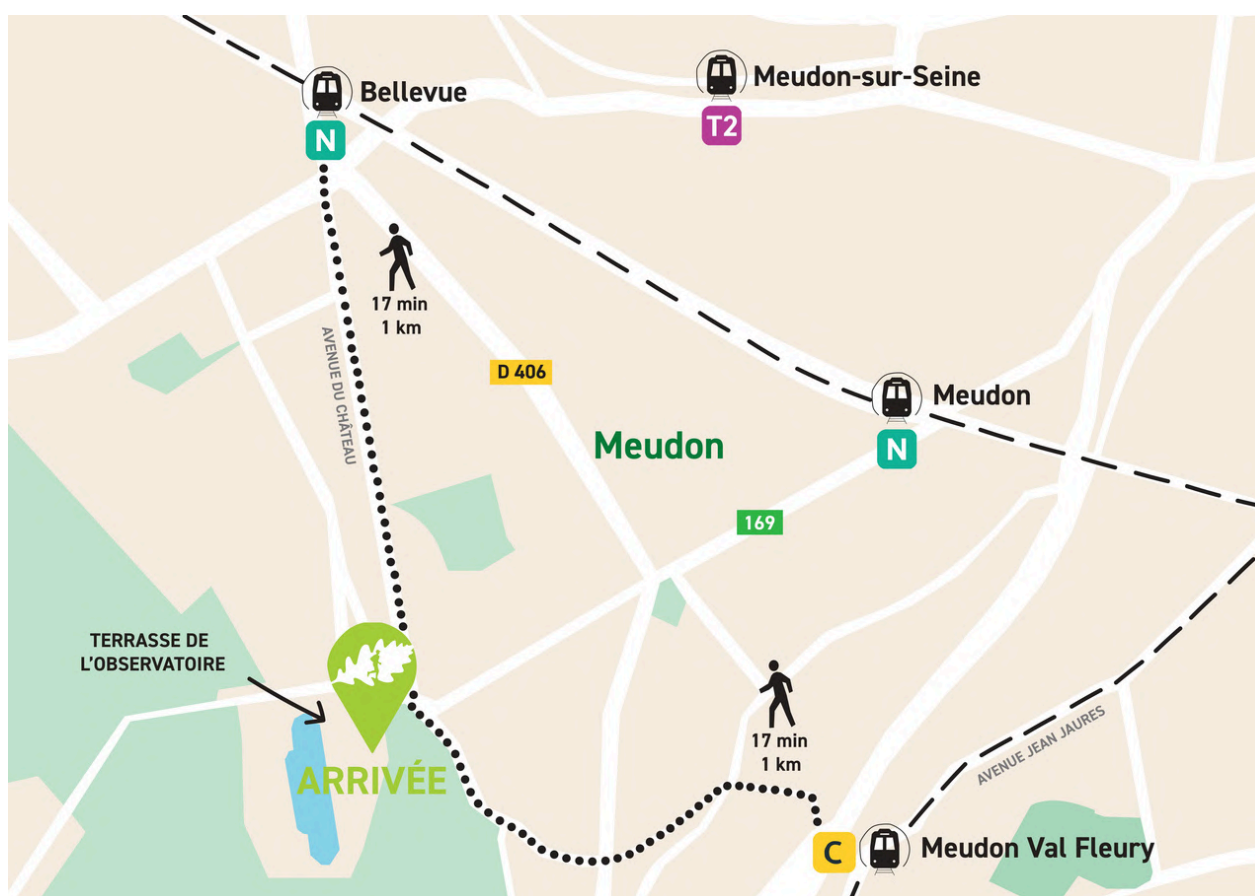 Bellevue
N
Meudon-sur-Seine
T2
17 min
1 km
AVENUE DU CHÂTEAU
D 406
Meudon
N
Meudon
169
TERRASSE DE
L'OBSERVATOIRE
ARRIVÉE
17 min
1 km
AVENUE JEAN JAURES
C
Meudon Val Fleury